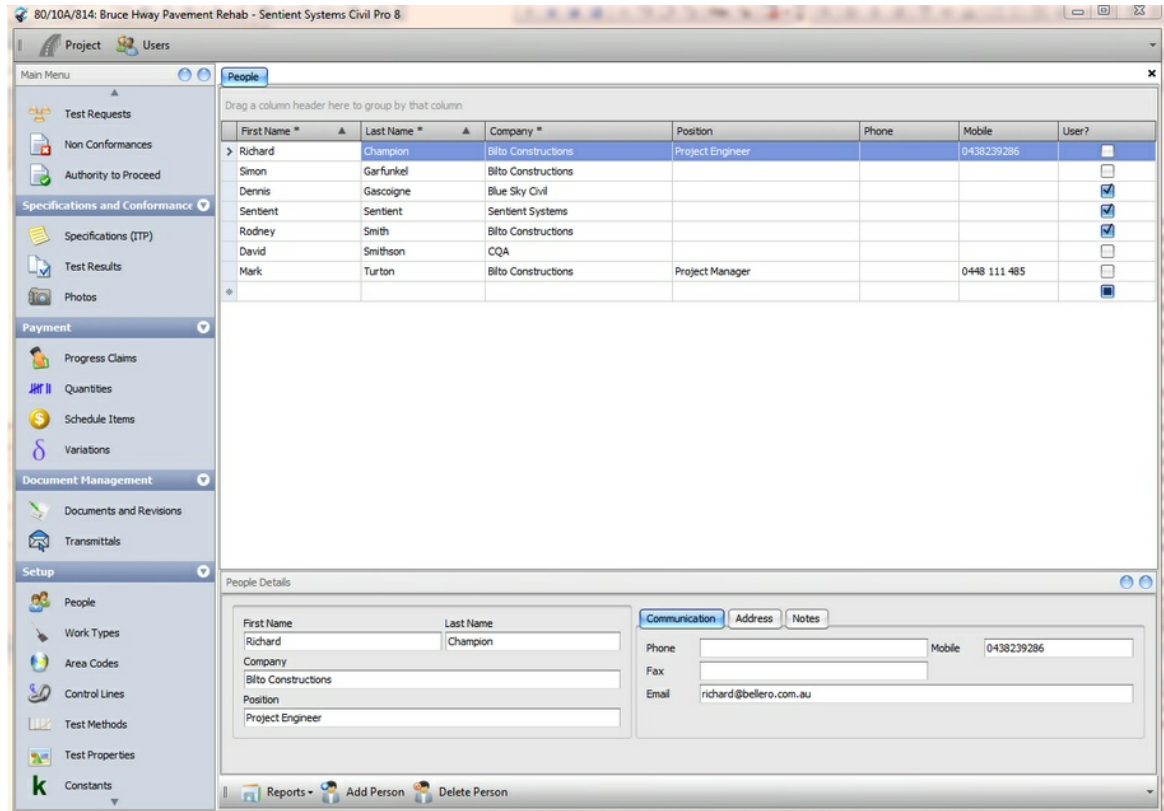 80/10A/814: Bruce Hway Pavement Rehab - Sentient Systems Civil Pro 8
Project Users
Main Menu
Test Requests
Non Conformances
Authority to Proceed
Specifications and Conformance
Specifications (ITP)
Test Results
Photos
Payment
Progress Claims
Quantities
Schedule Items
δ Variations
Document Management
Documents and Revisions
Transmittals
Setup
People
Work Types
Area Codes
Control Lines
Test Methods
Test Properties
k Constants
People
Drag a column header here to group by that column
First Name * Last Name * Company * Position Phone Mobile User?
Richard Champion Bilto Constructions Project Engineer 0438239286
Simon Garfunkel Bilto Constructions
Dennis Gascoigne Blue Sky Civil
Sentient Sentient Sentient Systems
Rodney Smith Bilto Constructions
David Smithson CQA
Mark Turton Bilto Constructions Project Manager 0448 111 485
People Details
First Name Last Name
Richard Champion
Company
Bilto Constructions
Position
Project Engineer
Communication Address Notes
Phone Mobile 0438239286
Fax
Email richard@bellero.com.au
Reports Add Person Delete Person